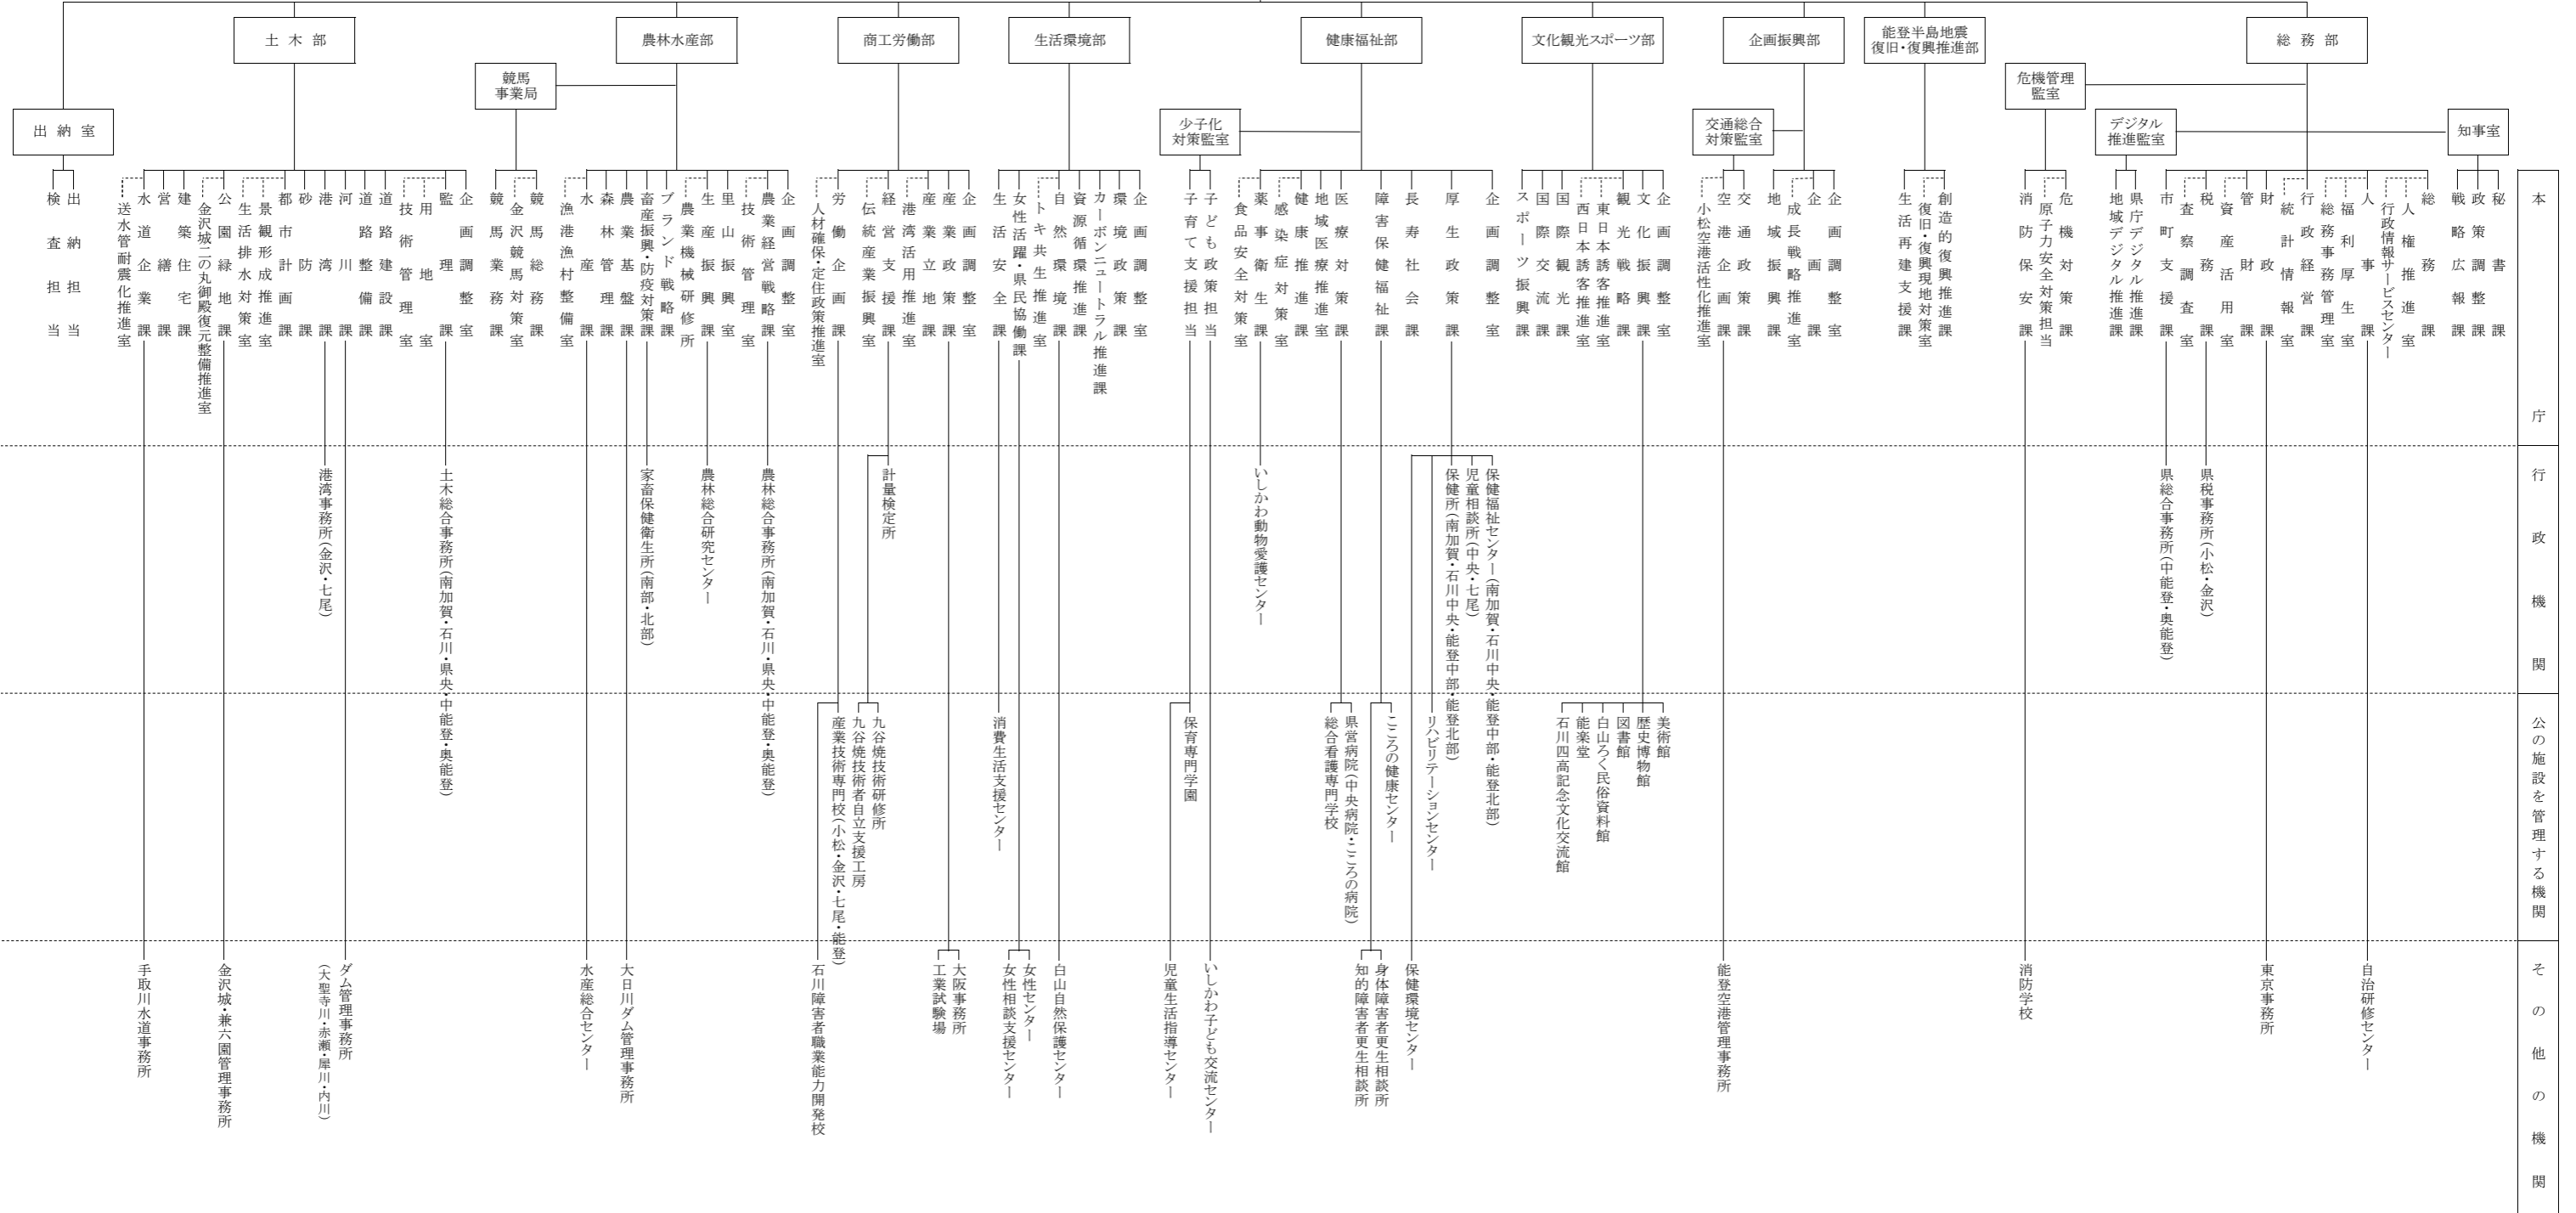 総務部
能登半島地震
復旧・復興推進部
企画振興部
文化観光スポーツ部
健康福祉部
生活環境部
商工労働部
農林水産部
土木部
危機管理
監室
競馬
事業局
知事室
デジタル
推進監室
交通総合
対策監室
少子化
対策監室
出納室
本庁
秘書課
政策調整課
戦略広報課
総務課
人権推進室
行政情報サービスセンター
人事課
福利厚生室
総務事務管理室
行政経営課
統計情報室
財政課
管財課
資産活用室
税務課
査察調査室
市町支援課
県庁デジタル推進課
地域デジタル推進課
危機対策課
原子力安全対策担当
消防保安課
創造的復興推進課
復旧・復興現地対策室
生活再建支援課
企画調整室
企画課
成長戦略推進室
地域振興課
交通政策課
空港企画課
小松空港活性化推進室
企画調整室
文化振興課
観光戦略課
東日本誘客推進室
西日本誘客推進室
国際観光課
国際交流課
スポーツ振興課
企画調整室
厚生政策課
長寿社会課
障害保健福祉課
医療対策課
地域医療推進室
健康推進課
感染症対策室
薬事衛生課
食品安全対策室
子ども政策担当
子育て支援担当
企画調整室
環境政策課
カーボンニュートラル推進課
資源循環推進課
自然環境課
トキ共生推進室
女性活躍・県民協働課
生活安全課
企画調整室
産業政策課
産業立地課
港湾活用推進室
経営支援課
伝統産業振興室
労働企画課
人材確保・定住政策推進室
企画調整室
農業経営戦略課
技術管理室
里山振興室
生産振興課
農業機械研修所
ブランド戦略課
畜産振興・防疫対策課
農業基盤課
森林管理課
水産課
漁港漁村整備室
競馬総務課
金沢競馬対策室
競馬業務課
企画調整室
監理課
用地室
技術管理室
道路建設課
道路整備課
河川課
港湾課
砂防課
都市計画課
景観形成推進室
生活排水対策室
公園緑地課
金沢城二の丸御殿復元整備推進室
建築住宅課
営繕課
水道企業課
送水管耐震化推進室
出納担当
検査担当
行政機関
県税事務所(小松・金沢)
県総合事務所(中能登・奥能登)
保健福祉センター(南加賀・石川中央・能登中部・能登北部)
児童相談所(中央・七尾)
保健所(南加賀・石川中央・能登中部・能登北部)
いしかわ動物愛護センター
計量検定所
農林総合事務所(南加賀・石川・県央・中能登・奥能登)
農林総合研究センター
家畜保健衛生所(南部・北部)
土木総合事務所(南加賀・石川・県央・中能登・奥能登)
港湾事務所(金沢・七尾)
公の施設を管理する機関
美術館
歴史博物館
図書館
白山ろく民俗資料館
能楽堂
石川四高記念文化交流館
リハビリテーションセンター
こころの健康センター
県営病院(中央病院・こころの病院)
総合看護専門学校
保育専門学園
消費生活支援センター
九谷焼技術研修所
九谷焼技術者自立支援工房
産業技術専門校(小松・金沢・七尾・能登)
その他の機関
自治研修センター
東京事務所
消防学校
能登空港管理事務所
保健環境センター
身体障害者更生相談所
知的障害者更生相談所
いしかわ子ども交流センター
児童生活指導センター
白山自然保護センター
女性センター
女性相談支援センター
大阪事務所
工業試験場
石川障害者職業能力開発校
大日川ダム管理事務所
水産総合センター
ダム管理事務所
(大聖寺川・赤瀬・犀川・内川)
金沢城・兼六園管理事務所
手取川水道事務所